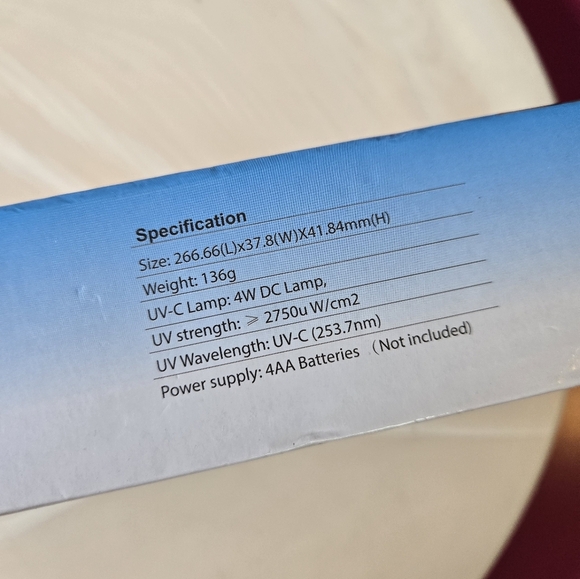 Specification
Size: 266.66(L)x37.8(W)X41.84mm(H)
Weight: 136g
UV-C Lamp: 4W DC Lamp,
UV strength: ⩾ 2750u W/cm2
UV Wavelength: UV-C (253.7nm)
Power supply: 4AA Batteries （Not included)